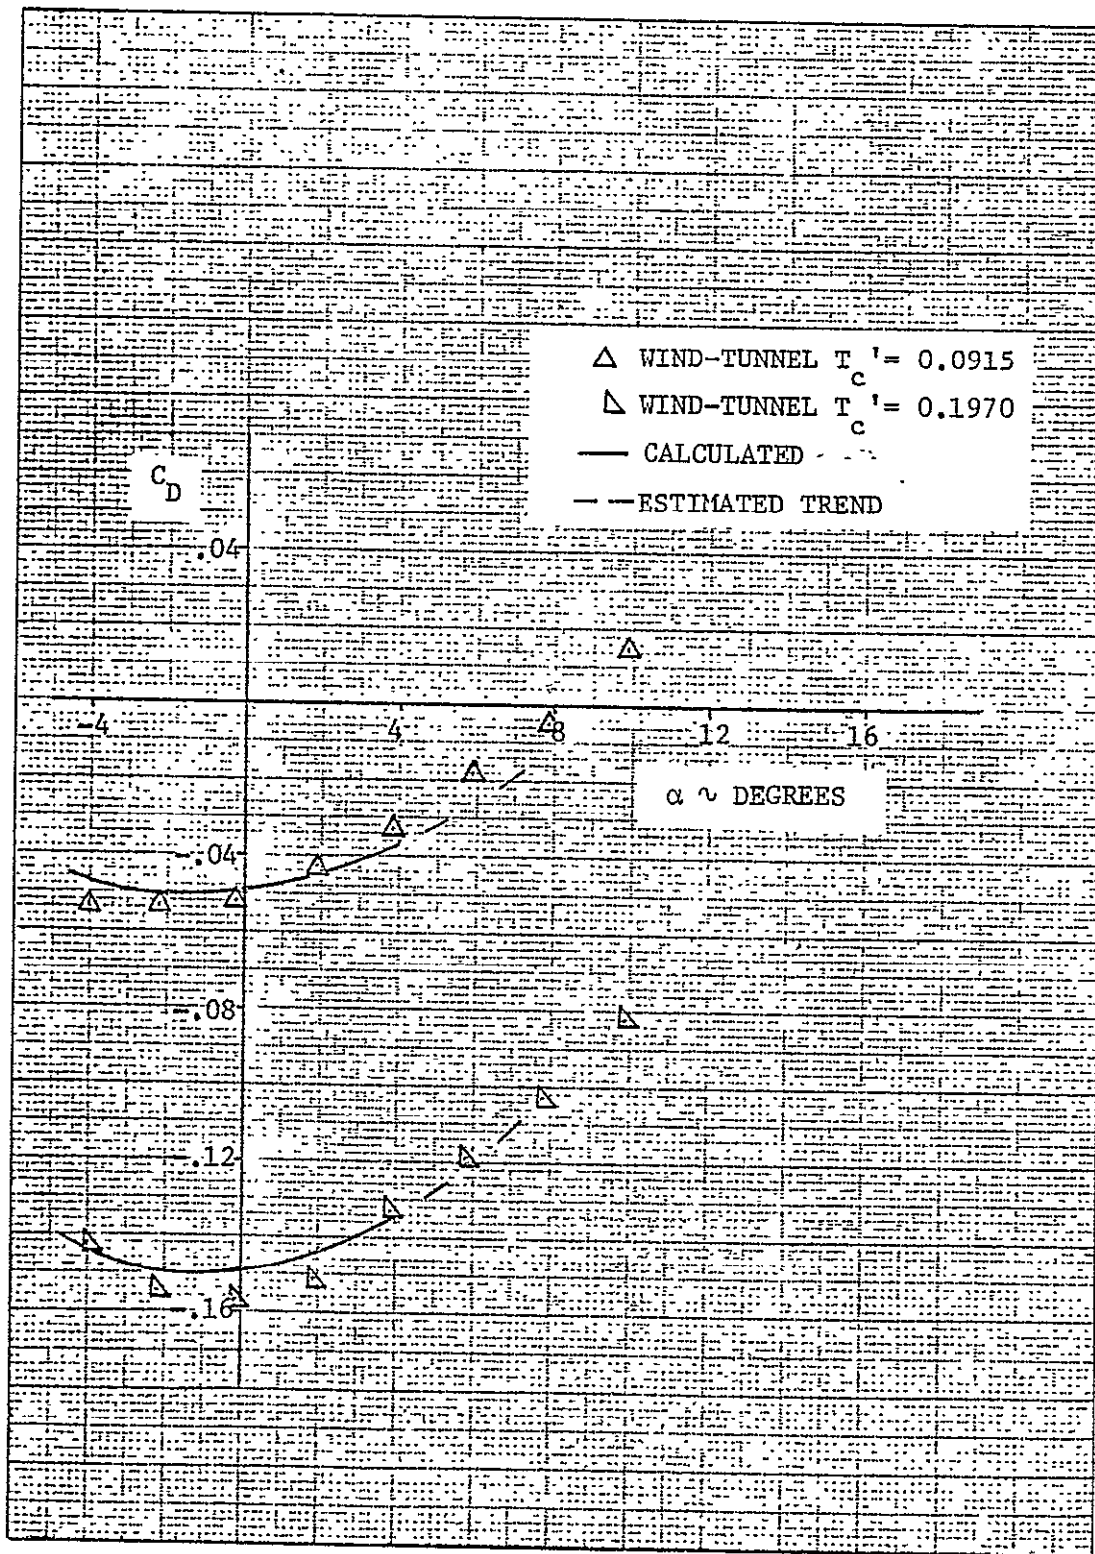 △ WIND-TUNNEL T_c' = 0.0915
◺ WIND-TUNNEL T_c' = 0.1970
— CALCULATED
– – ESTIMATED TREND
C_D
.04
-4 4 8 12 16
α ~ DEGREES
-.04
-.08
-.12
-.16